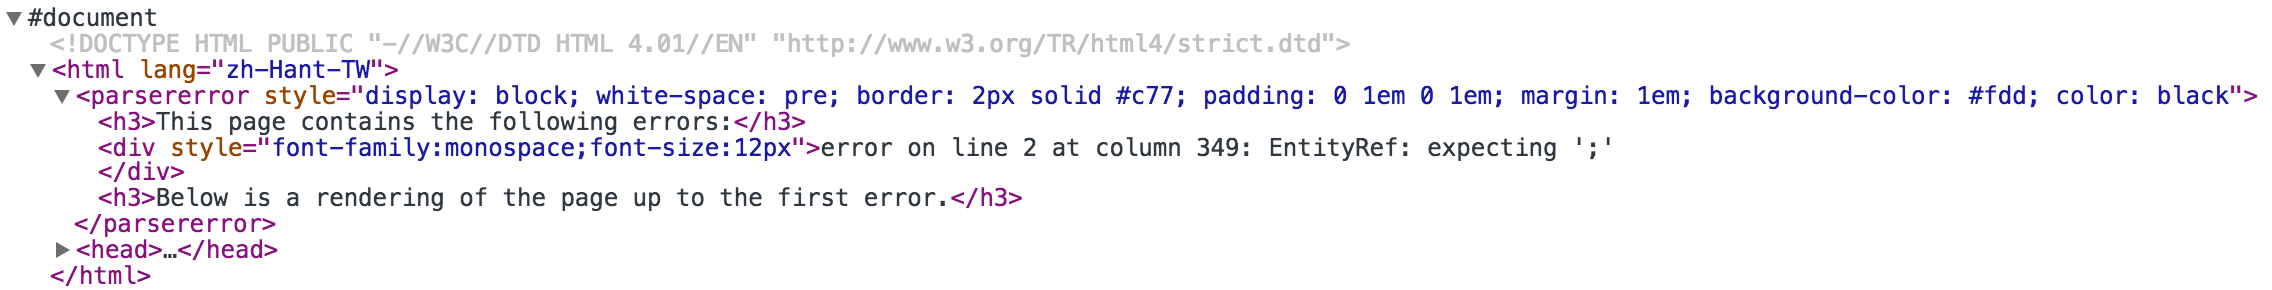 #document
<!DOCTYPE HTML PUBLIC "-//W3C//DTD HTML 4.01//EN" "http://www.w3.org/TR/html4/strict.dtd">
<html lang="zh-Hant-TW">
<parsererror style="display: block; white-space: pre; border: 2px solid #c77; padding: 0 1em 0 1em; margin: 1em; background-color: #fdd; color: black">
<h3>This page contains the following errors:</h3>
<div style="font-family:monospace;font-size:12px">error on line 2 at column 349: EntityRef: expecting ';'
</div>
<h3>Below is a rendering of the page up to the first error.</h3>
</parsererror>
<head>…</head>
</html>